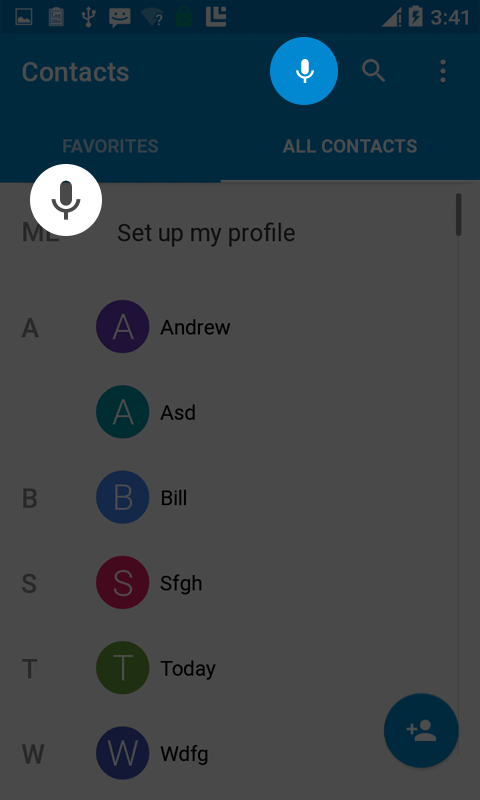 3:41
Contacts
FAVORITES ALL CONTACTS
ME Set up my profile
A A Andrew
A Asd
B B Bill
S S Sfgh
T T Today
W W Wdfg